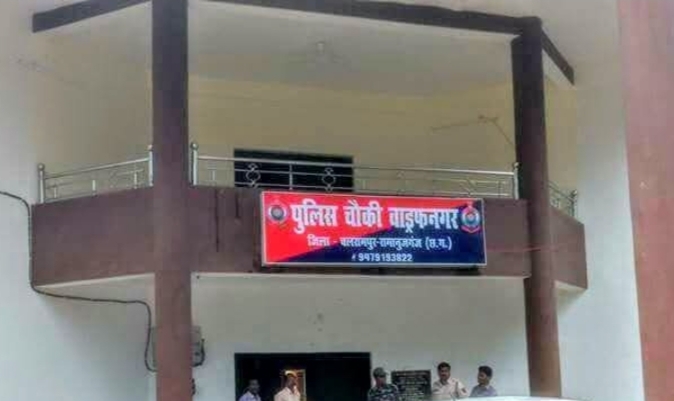 पुलिस चौकी वाड्रफनगर
जिला - बलरामपुर-रामानुजगंज (छ.ग.)
9479193822